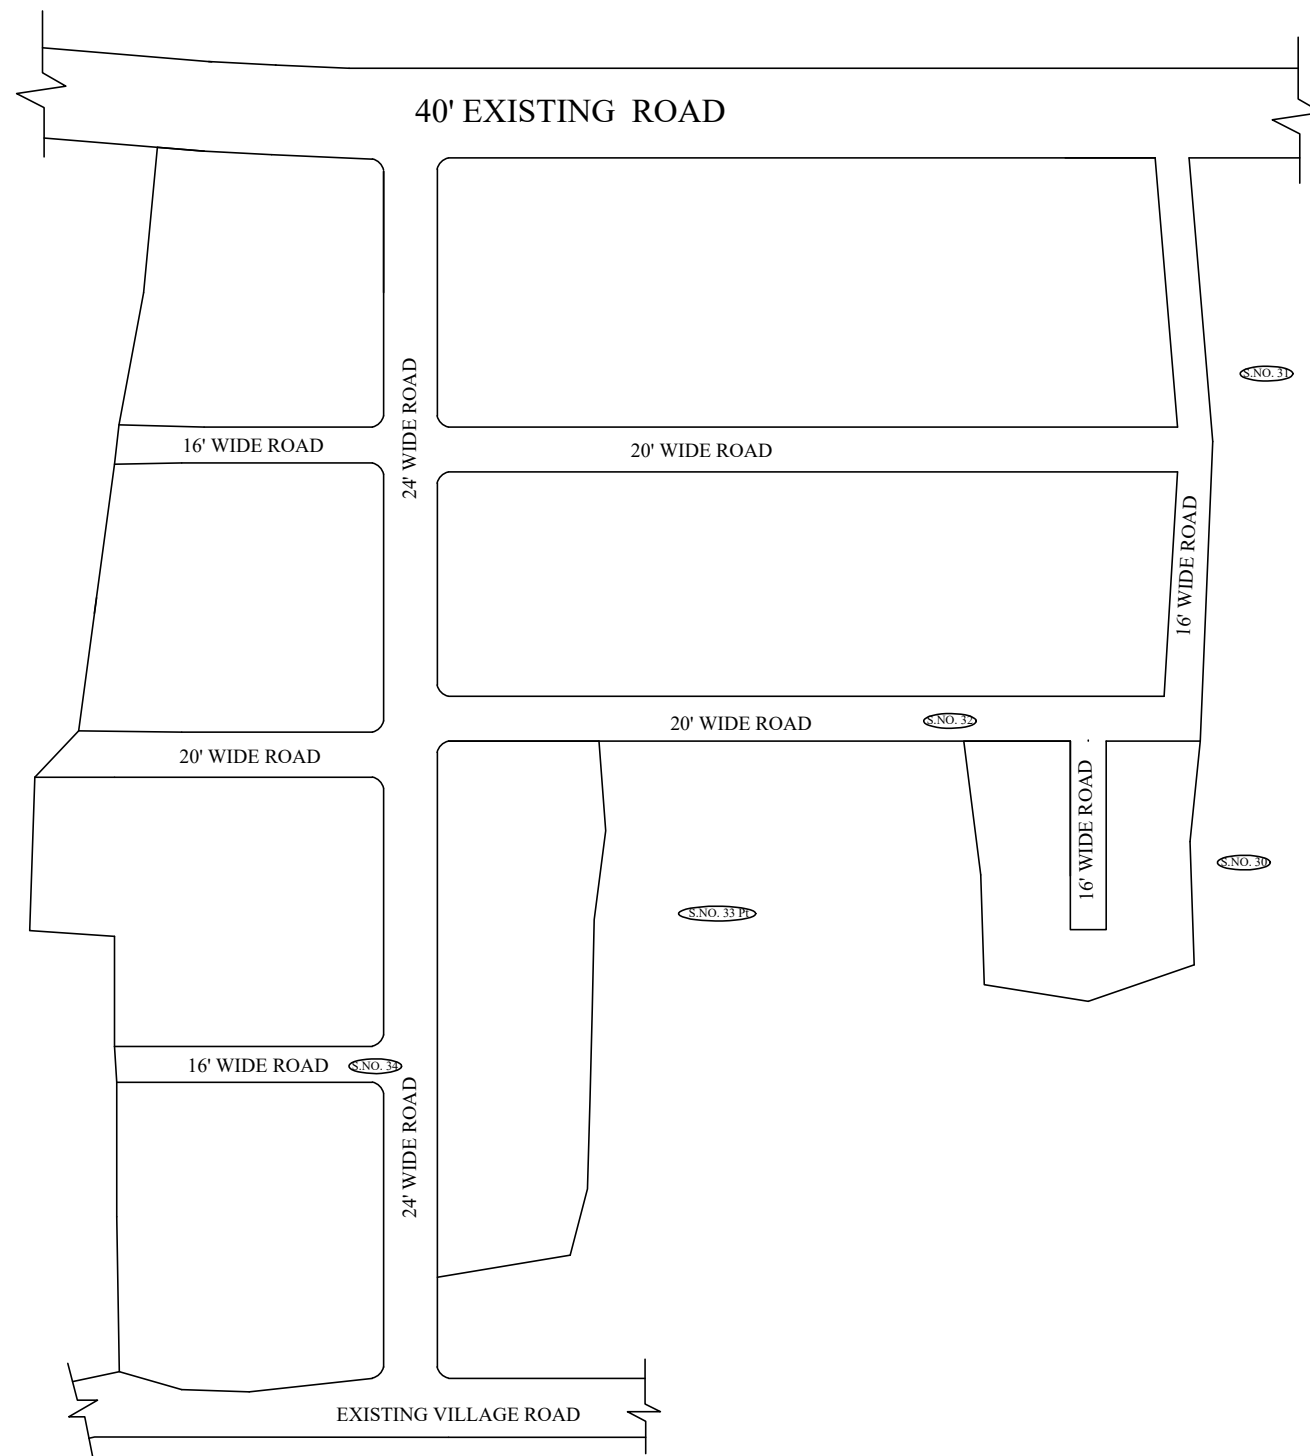 40' EXISTING ROAD
24' WIDE ROAD
S.NO. 31
16' WIDE ROAD
20' WIDE ROAD
16' WIDE ROAD
20' WIDE ROAD
S.NO. 32
20' WIDE ROAD
16' WIDE ROAD
S.NO. 30
S.NO. 33 Pt
16' WIDE ROAD
S.NO. 34
24' WIDE ROAD
EXISTING VILLAGE ROAD